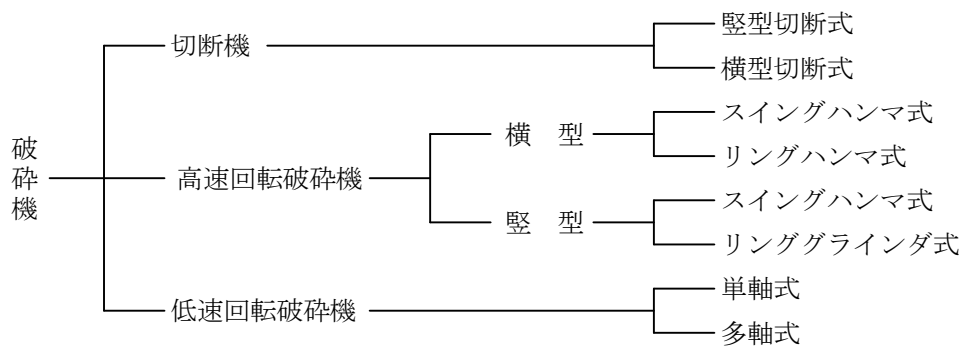 破砕機
切断機
竪型切断式
横型切断式
高速回転破砕機
横 型
スイングハンマ式
リングハンマ式
竪 型
スイングハンマ式
リンググラインダ式
低速回転破砕機
単軸式
多軸式